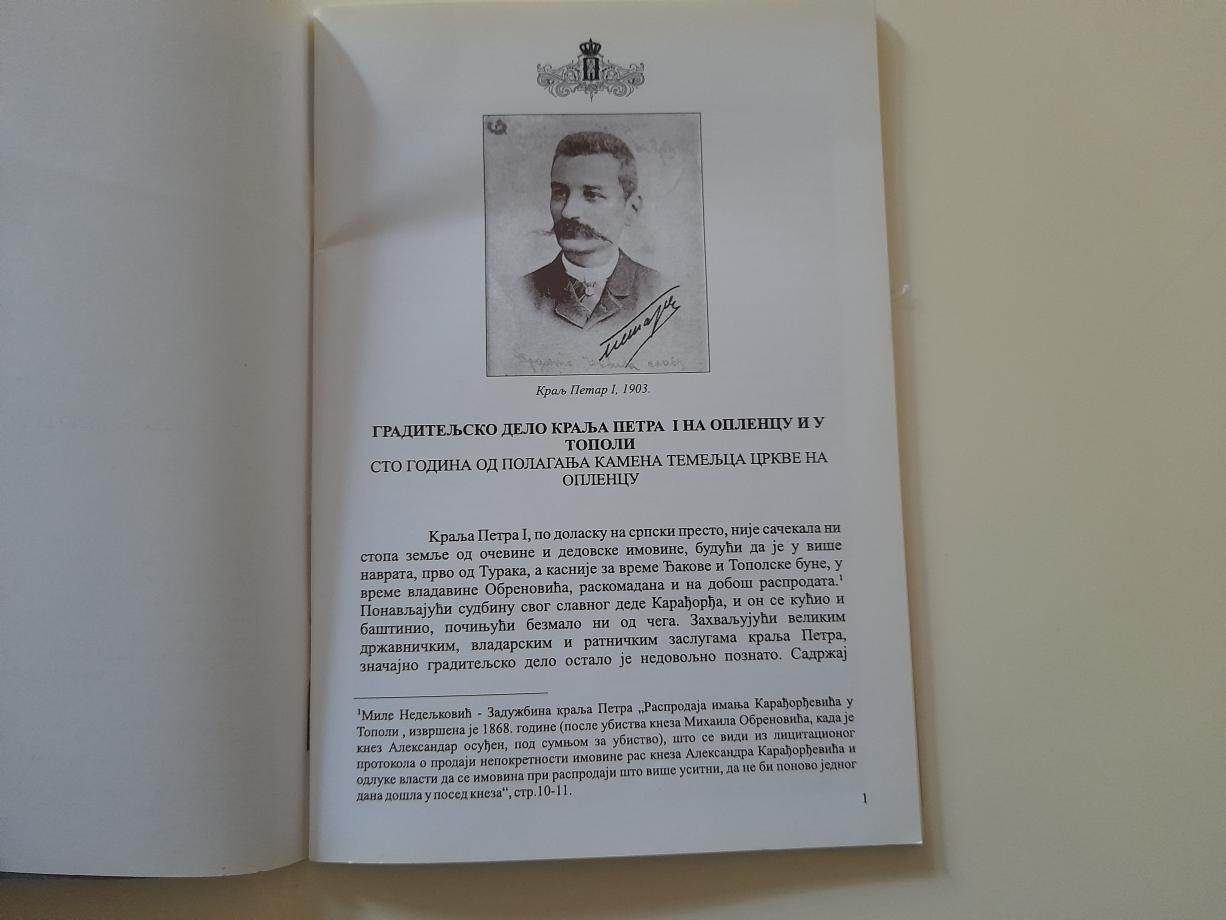 Петар
Краљ Петар I, 1903.
ГРАДИТЕЉСКО ДЕЛО КРАЉА ПЕТРА I НА ОПЛЕНЦУ И У
ТОПОЛИ
СТО ГОДИНА ОД ПОЛАГАЊА КАМЕНА ТЕМЕЉЦА ЦРКВЕ НА
ОПЛЕНЦУ
Краља Петра I, по доласку на српски престо, није сачекала ни
стопа земље од очевине и дедовске имовине, будући да је у више
наврата, прво од Турака, а касније за време Ђакове и Тополске буне, у
време владавине Обреновића, раскомадана и на добош распродата.¹
Понављајући судбину свог славног деде Карађорђа, и он се кућио и
баштинио, почињући безмало ни од чега. Захваљујући великим
државничким, владарским и ратничким заслугама краља Петра,
значајно градитељско дело остало је недовољно познато. Садржај
¹Миле Недељковић - Задужбина краља Петра „Распродаја имања Карађорђевића у
Тополи , извршена је 1868. године (после убиства кнеза Михаила Обреновића, када је
кнез Александар осуђен, под сумњом за убиство), што се види из лицитационог
протокола о продаји непокретности имовине рас кнеза Александра Карађорђевића и
одлуке власти да се имовина при распродаји што више уситни, да не би поново једног
дана дошла у посед кнеза“, стр.10-11.
1